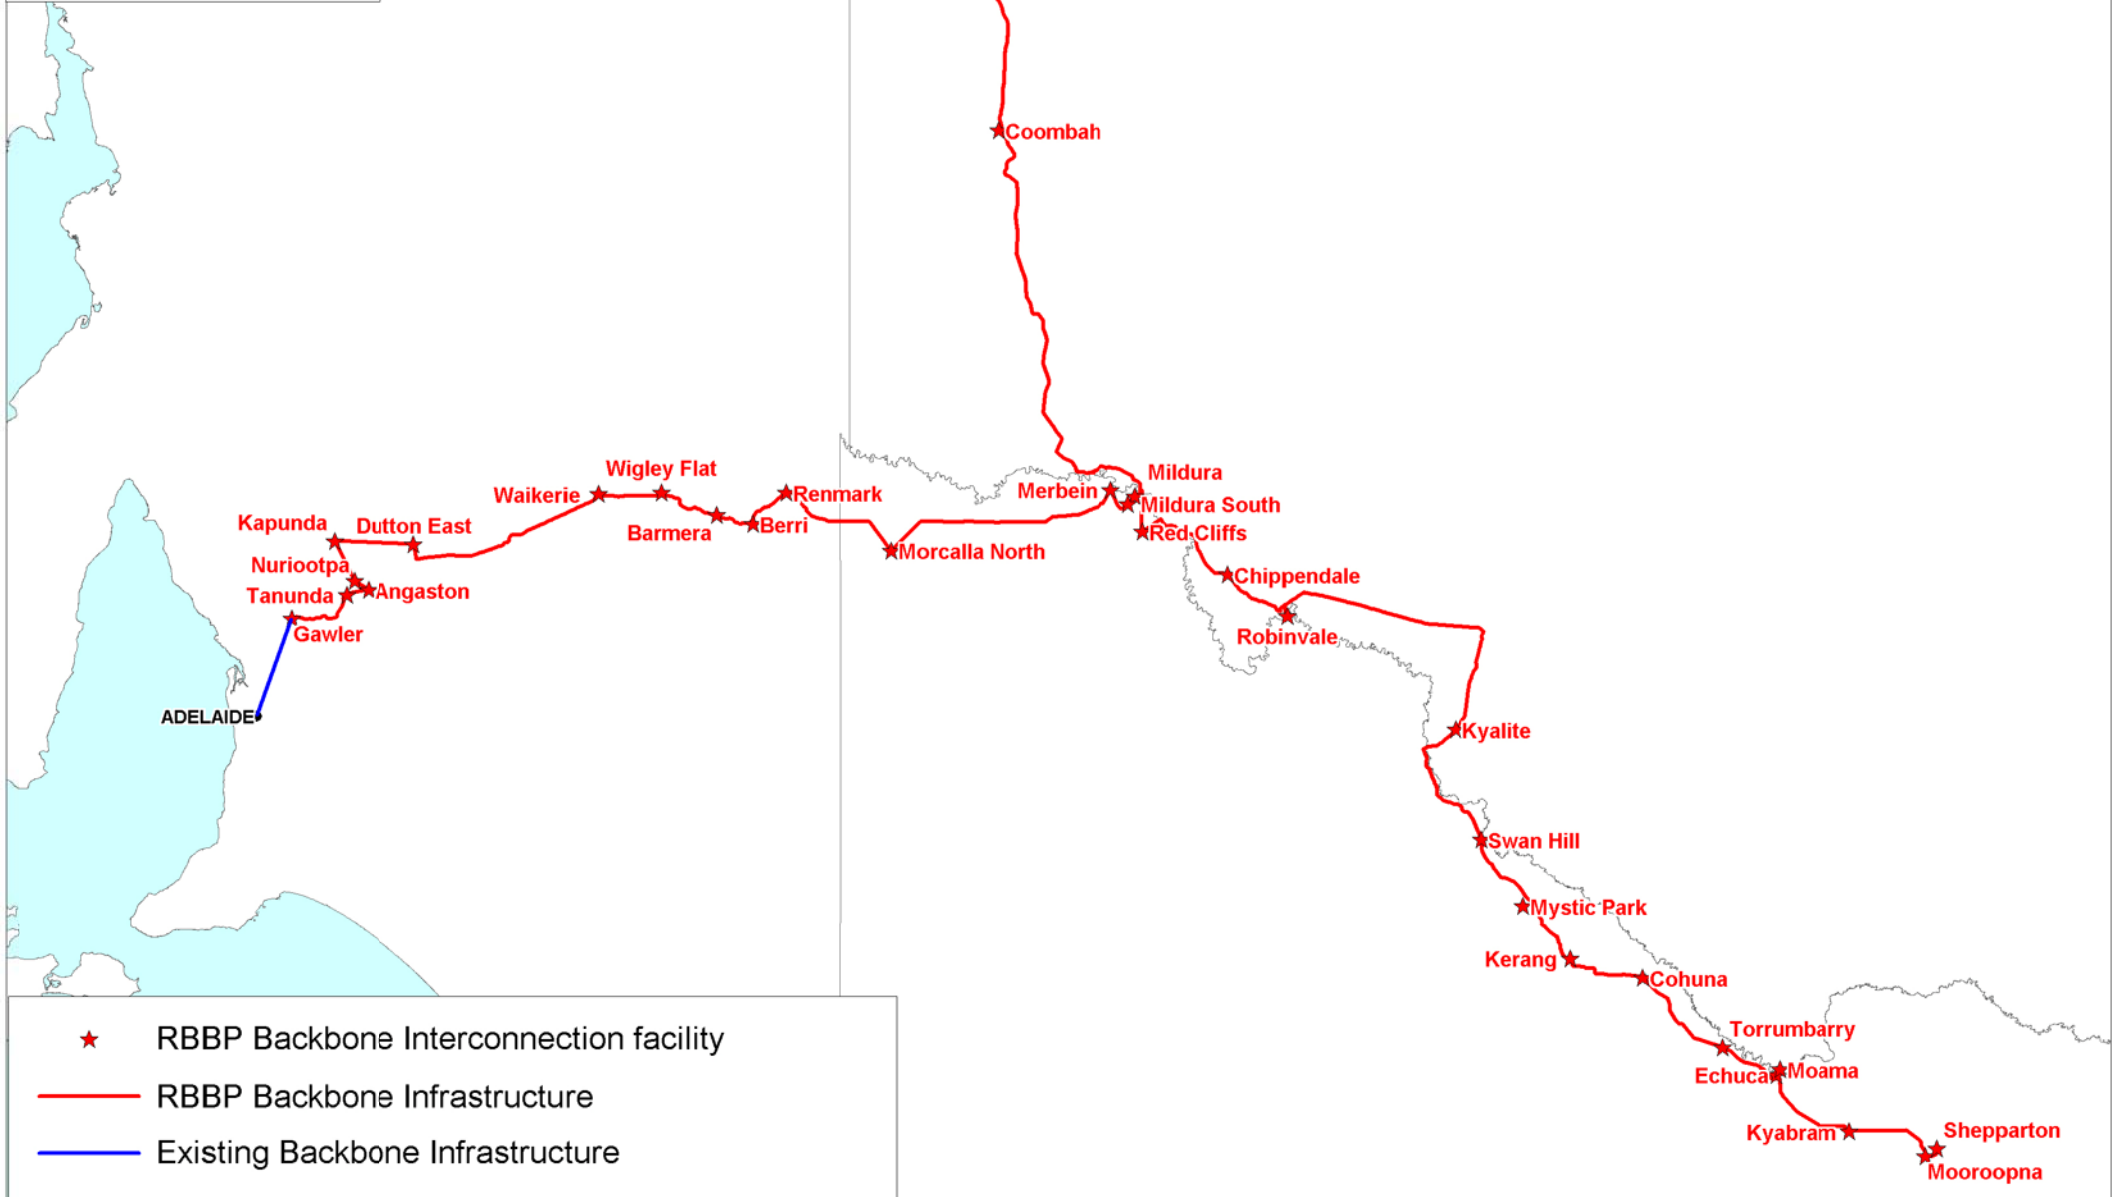 Coombah
Wigley Flat
Mildura
Waikerie
Renmark
Merbein
Mildura South
Kapunda
Dutton East
Barmera
Berri
Red Cliffs
Morcalla North
Nuriootpa
Chippendale
Tanunda
Angaston
Gawler
Robinvale
ADELAIDE
Kyalite
Swan Hill
Mystic Park
Kerang
Cohuna
Torrumbarry
Echuca
Moama
Kyabram
Shepparton
Mooroopna
RBBP Backbone Interconnection facility
RBBP Backbone Infrastructure
Existing Backbone Infrastructure